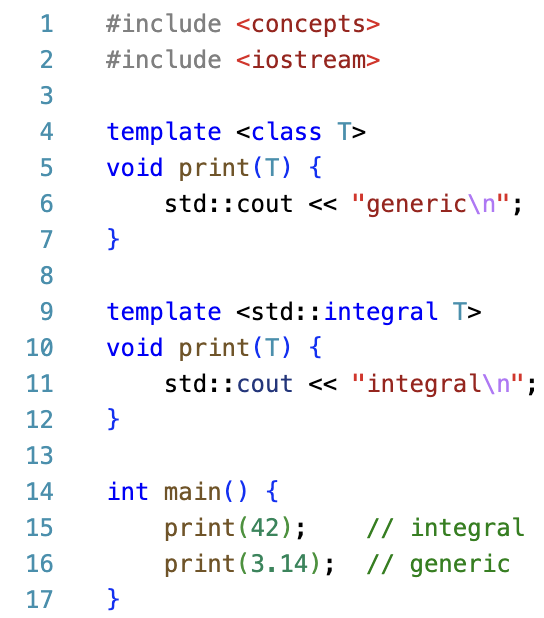 1 #include <concepts>
2 #include <iostream>
3
4 template <class T>
5 void print(T) {
6     std::cout << "generic\n";
7 }
8
9 template <std::integral T>
10 void print(T) {
11     std::cout << "integral\n";
12 }
13
14 int main() {
15     print(42);    // integral
16     print(3.14);  // generic
17 }